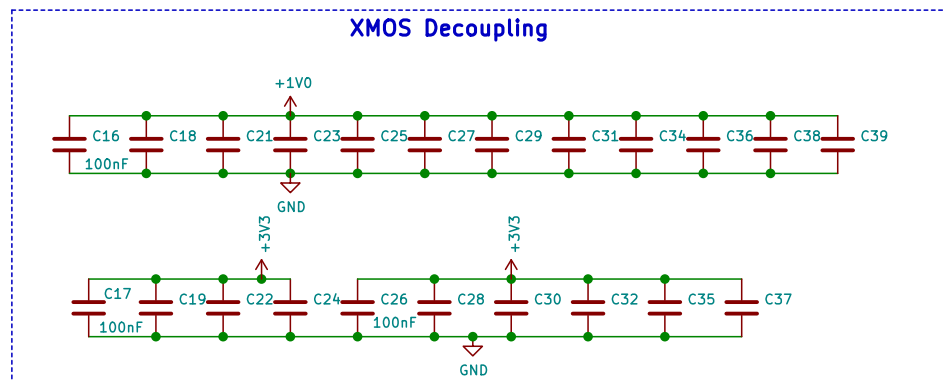 XMOS Decoupling
+1V0
C16 C18 C21 C23 C25 C27 C29 C31 C34 C36 C38 C39
100nF
GND
+3V3 +3V3
C17 C19 C22 C24 C26 C28 C30 C32 C35 C37
100nF 100nF
GND